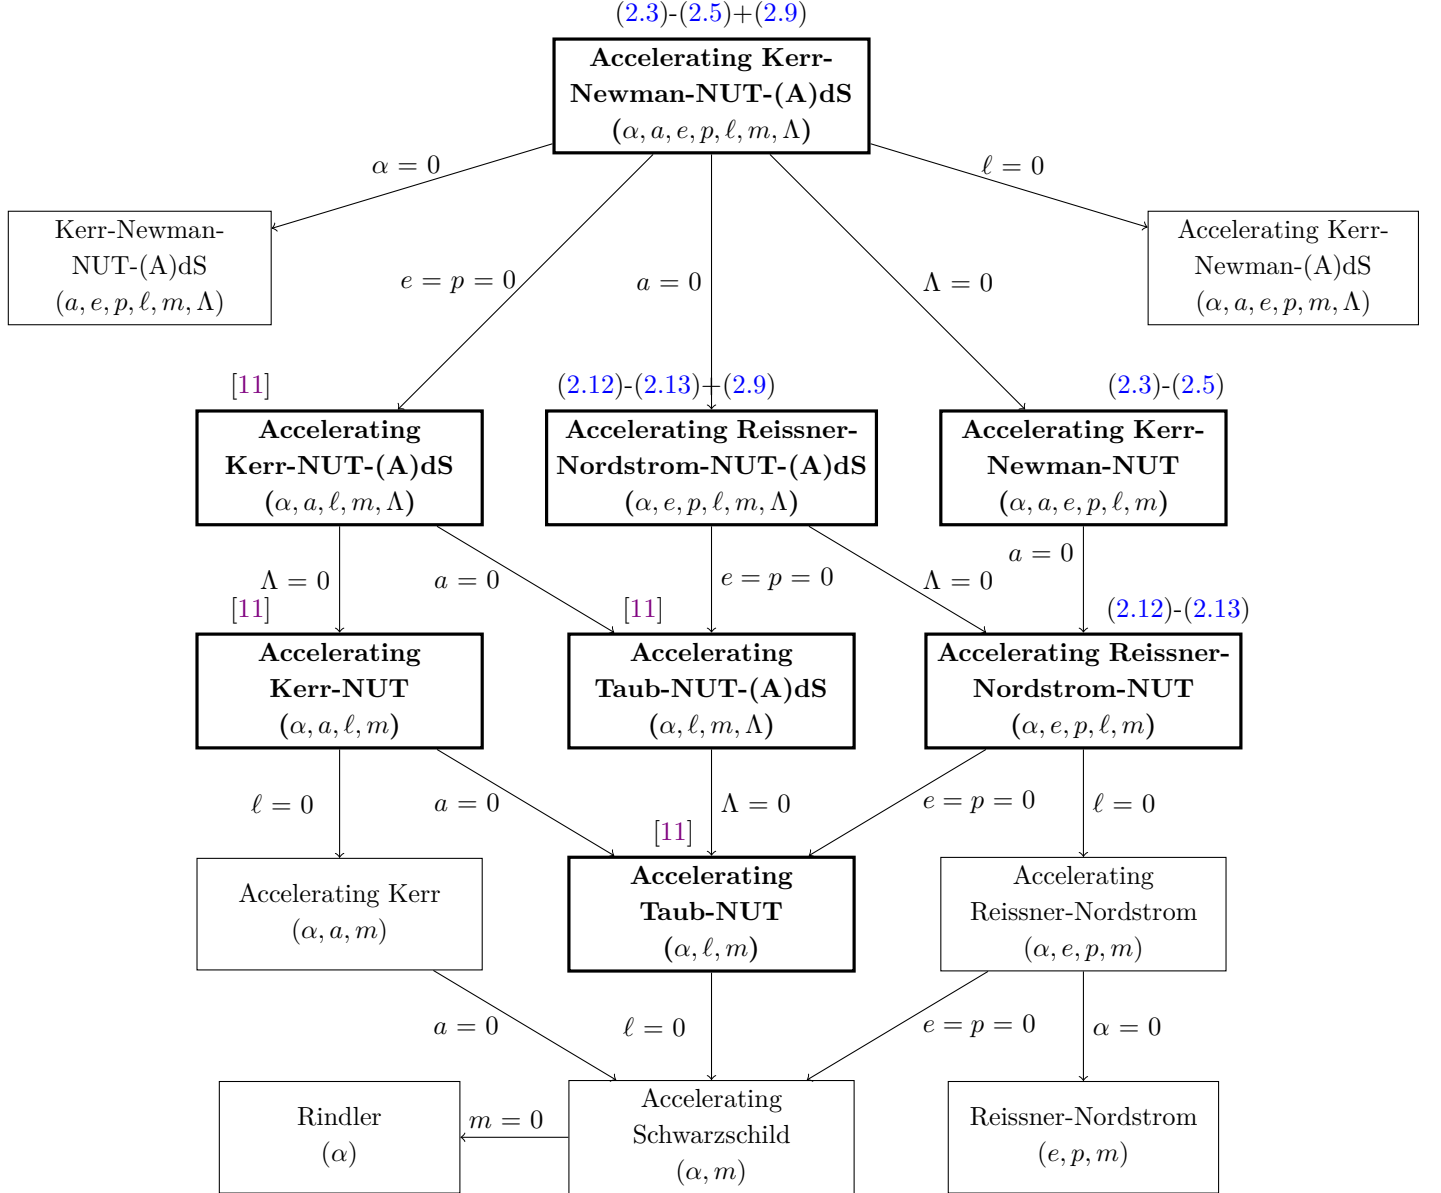 (2.3)-(2.5)+(2.9)
Accelerating Kerr-
Newman-NUT-(A)dS
(α, a, e, p, ℓ, m, Λ)
α = 0
ℓ = 0
Kerr-Newman-
NUT-(A)dS
(a, e, p, ℓ, m, Λ)
e = p = 0
a = 0
Λ = 0
Accelerating Kerr-
Newman-(A)dS
(α, a, e, p, m, Λ)
[11]
(2.12)-(2.13)+(2.9)
(2.3)-(2.5)
Accelerating
Kerr-NUT-(A)dS
(α, a, ℓ, m, Λ)
Accelerating Reissner-
Nordstrom-NUT-(A)dS
(α, e, p, ℓ, m, Λ)
Accelerating Kerr-
Newman-NUT
(α, a, e, p, ℓ, m)
Λ = 0
a = 0
e = p = 0
Λ = 0
a = 0
[11]
[11]
(2.12)-(2.13)
Accelerating
Kerr-NUT
(α, a, ℓ, m)
Accelerating
Taub-NUT-(A)dS
(α, ℓ, m, Λ)
Accelerating Reissner-
Nordstrom-NUT
(α, e, p, ℓ, m)
ℓ = 0
a = 0
Λ = 0
e = p = 0
ℓ = 0
[11]
Accelerating Kerr
(α, a, m)
Accelerating
Taub-NUT
(α, ℓ, m)
Accelerating
Reissner-Nordstrom
(α, e, p, m)
a = 0
ℓ = 0
e = p = 0
α = 0
Rindler
(α)
m = 0
Accelerating
Schwarzschild
(α, m)
Reissner-Nordstrom
(e, p, m)